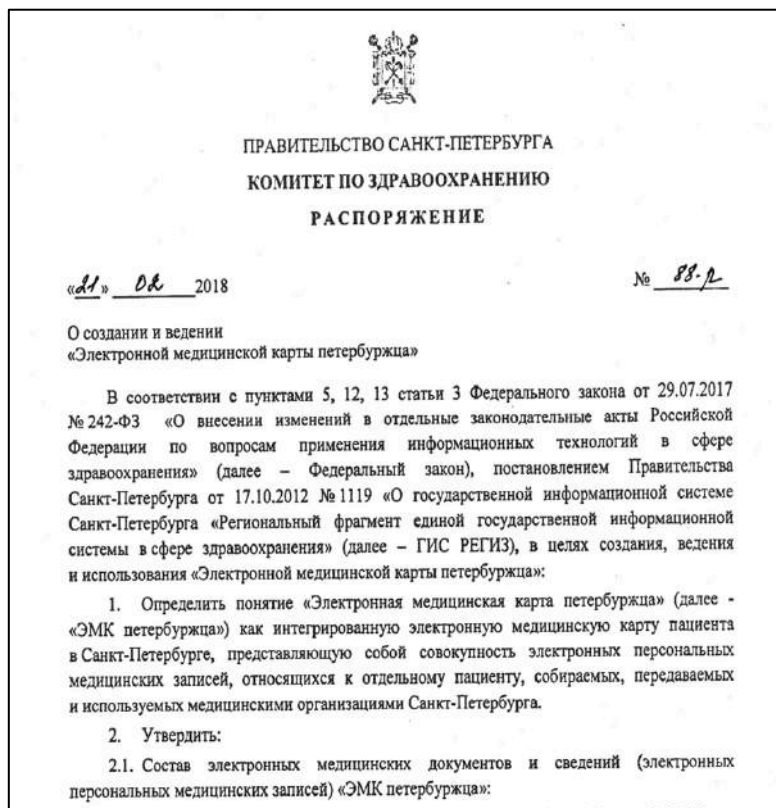 ПРАВИТЕЛЬСТВО САНКТ-ПЕТЕРБУРГА
КОМИТЕТ ПО ЗДРАВООХРАНЕНИЮ
РАСПОРЯЖЕНИЕ
«21» 02 2018 № 88-р
О создании и ведении
«Электронной медицинской карты петербуржца»
В соответствии с пунктами 5, 12, 13 статьи 3 Федерального закона от 29.07.2017
№ 242-ФЗ «О внесении изменений в отдельные законодательные акты Российской
Федерации по вопросам применения информационных технологий в сфере
здравоохранения» (далее – Федеральный закон), постановлением Правительства
Санкт-Петербурга от 17.10.2012 № 1119 «О государственной информационной системе
Санкт-Петербурга «Региональный фрагмент единой государственной информационной
системы в сфере здравоохранения» (далее – ГИС РЕГИЗ), в целях создания, ведения
и использования «Электронной медицинской карты петербуржца»:
1. Определить понятие «Электронная медицинская карта петербуржца» (далее -
«ЭМК петербуржца») как интегрированную электронную медицинскую карту пациента
в Санкт-Петербурге, представляющую собой совокупность электронных персональных
медицинских записей, относящихся к отдельному пациенту, собираемых, передаваемых
и используемых медицинскими организациями Санкт-Петербурга.
2. Утвердить:
2.1. Состав электронных медицинских документов и сведений (электронных
персональных медицинских записей) «ЭМК петербуржца»: